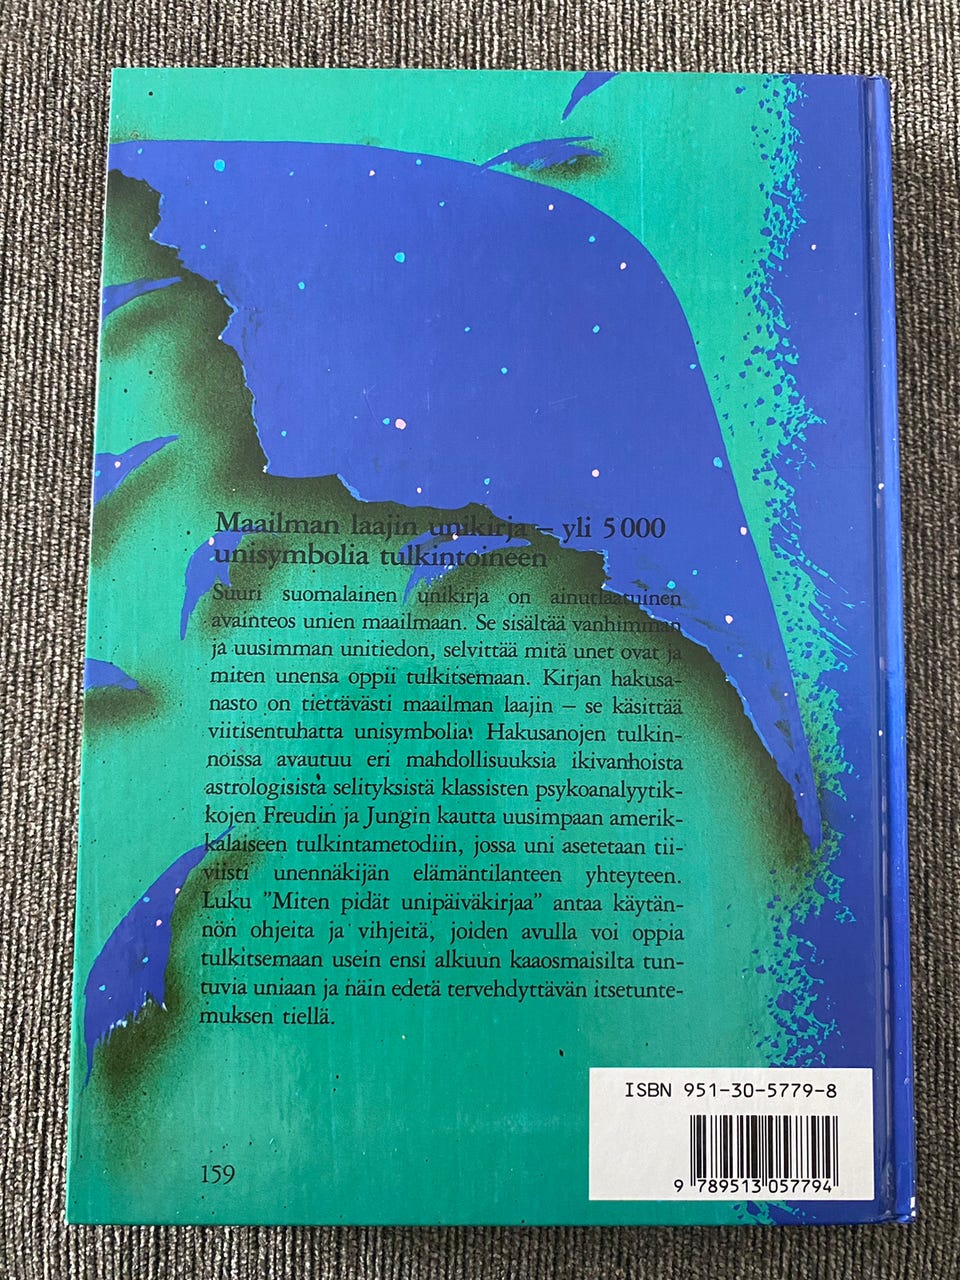 Maailman laajin unikirja – yli 5000
unisymbolia tulkintoineen
Suuri suomalainen unikirja on ainutlaatuinen
avainteos unien maailmaan. Se sisältää vanhimman
ja uusimman unitiedon, selvittää mitä unet ovat ja
miten unensa oppii tulkitsemaan. Kirjan hakusa-
nasto on tiettävästi maailman laajin – se käsittää
viitisentuhatta unisymbolia! Hakusanojen tulkin-
noissa avautuu eri mahdollisuuksia ikivanhoista
astrologisista selityksistä klassisten psykoanalyytik-
kojen Freudin ja Jungin kautta uusimpaan amerik-
kalaiseen tulkintametodiin, jossa uni asetetaan tii-
viisti unennäkijän elämäntilanteen yhteyteen.
Luku "Miten pidät unipäiväkirjaa" antaa käytän-
nön ohjeita ja vihjeitä, joiden avulla voi oppia
tulkitsemaan usein ensi alkuun kaaosmaisilta tun-
tuvia uniaan ja näin edetä tervehdyttävän itsetunte-
muksen tiellä.
ISBN 951-30-5779-8
159
9 789513 057794